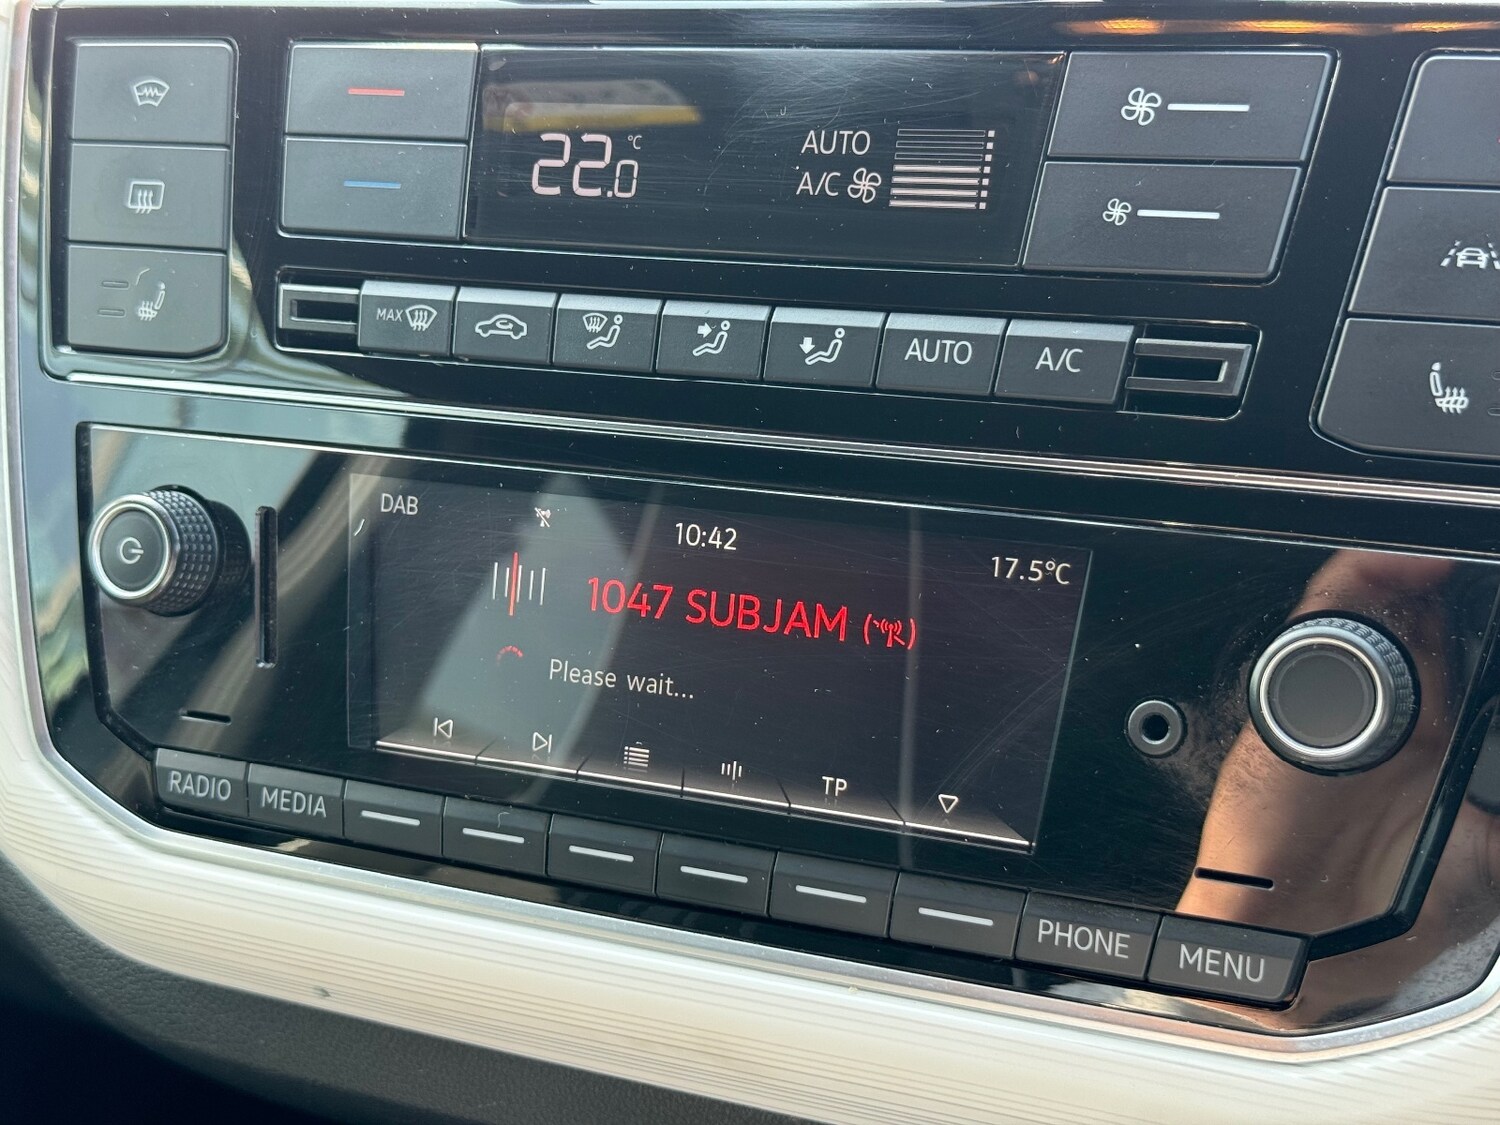 22.0 °C
AUTO
A/C
MAX
AUTO
A/C
DAB
10:42
17.5°C
1047 SUBJAM
Please wait...
TP
RADIO
MEDIA
PHONE
MENU